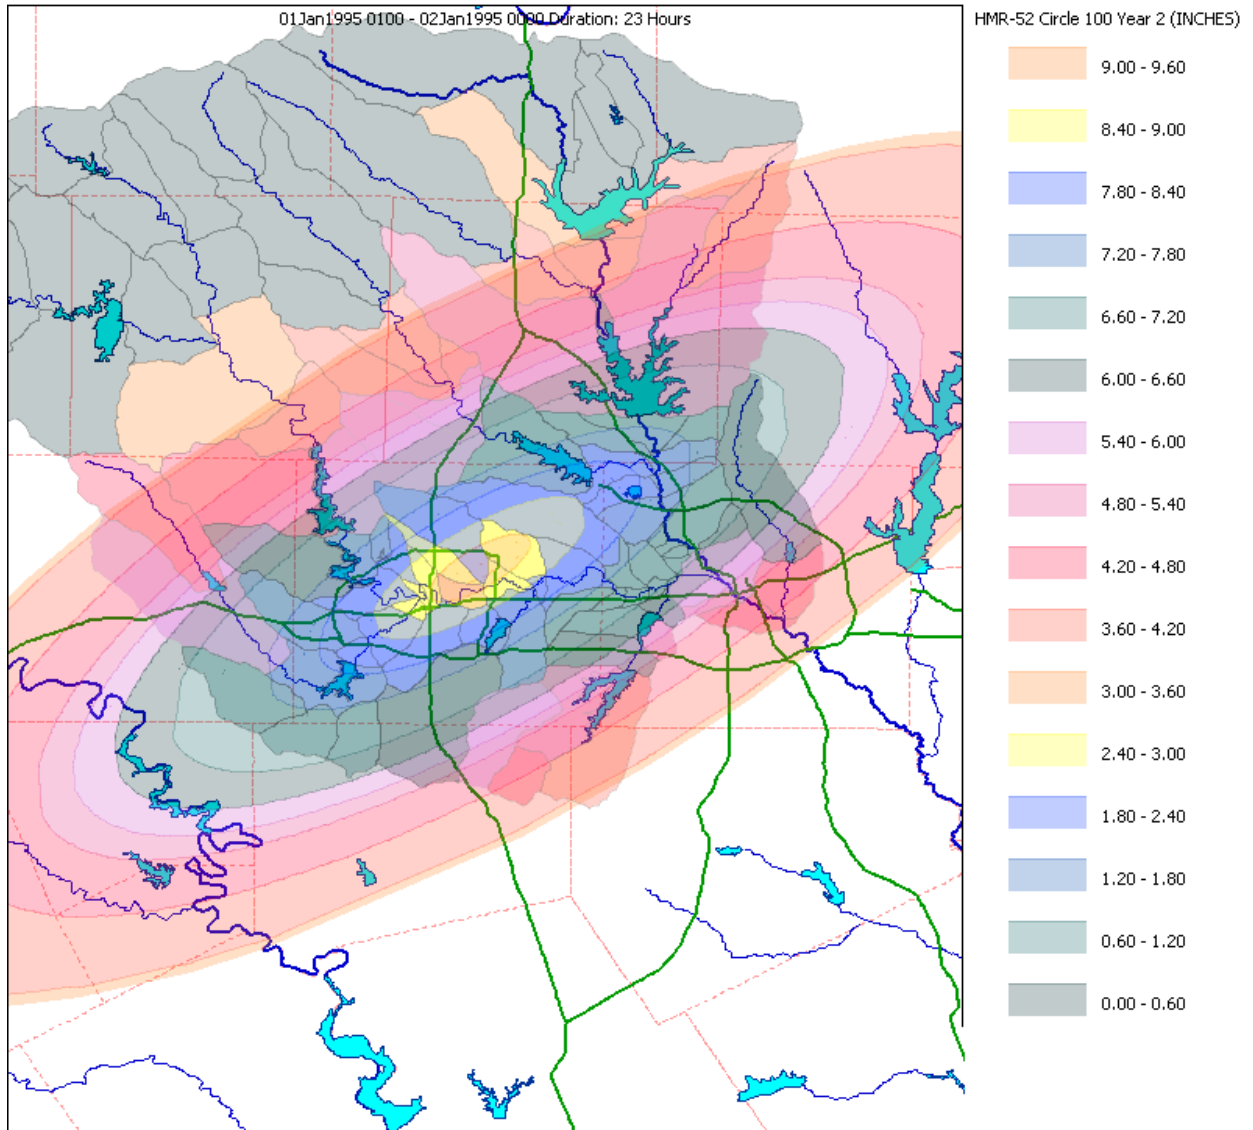 01Jan1995 0100 - 02Jan1995 0000 Duration: 23 Hours
HMR-52 Circle 100 Year 2 (INCHES)
9.00 - 9.60
8.40 - 9.00
7.80 - 8.40
7.20 - 7.80
6.60 - 7.20
6.00 - 6.60
5.40 - 6.00
4.80 - 5.40
4.20 - 4.80
3.60 - 4.20
3.00 - 3.60
2.40 - 3.00
1.80 - 2.40
1.20 - 1.80
0.60 - 1.20
0.00 - 0.60